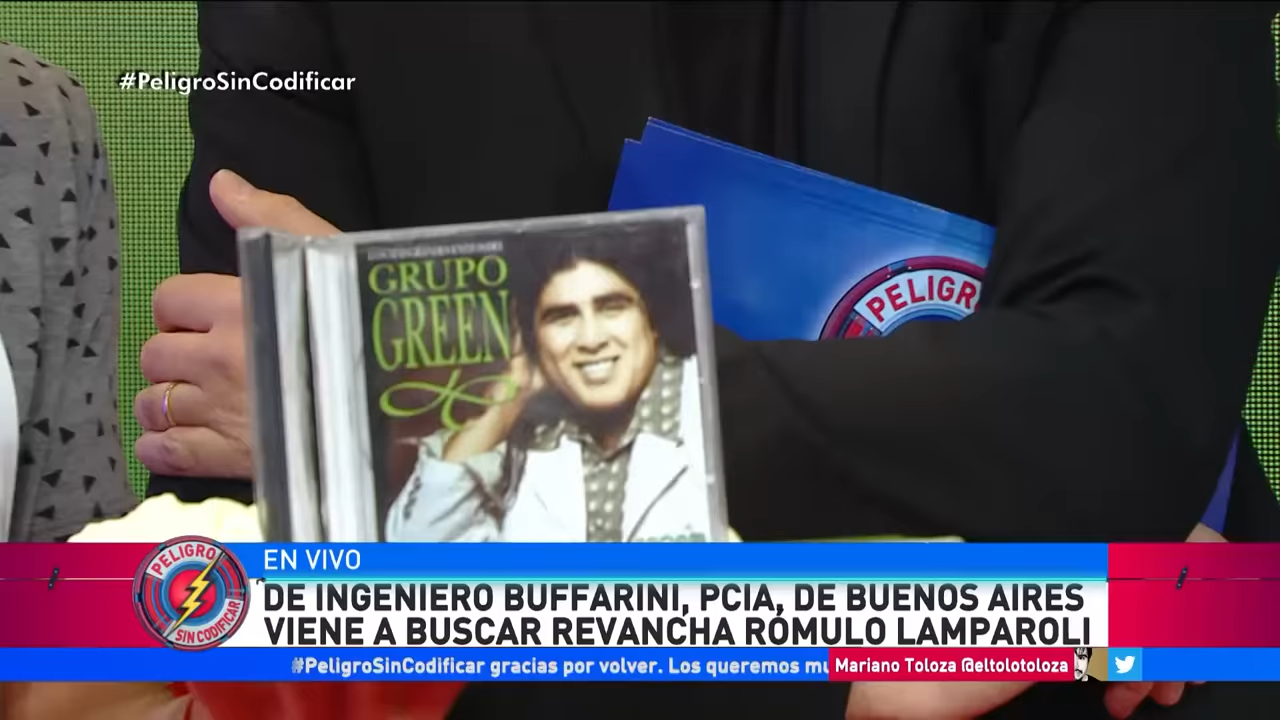 #PeligroSinCodificar
GRUPO
GREEN
PELIGR
EN VIVO
PELIGRO
SIN CODIFICAR
DE INGENIERO BUFFARINI, PCIA, DE BUENOS AIRES
VIENE A BUSCAR REVANCHA RÓMULO LAMPAROLI
#PeligroSinCodificar gracias por volver. Los queremos mu
Mariano Toloza @eltolotoloza